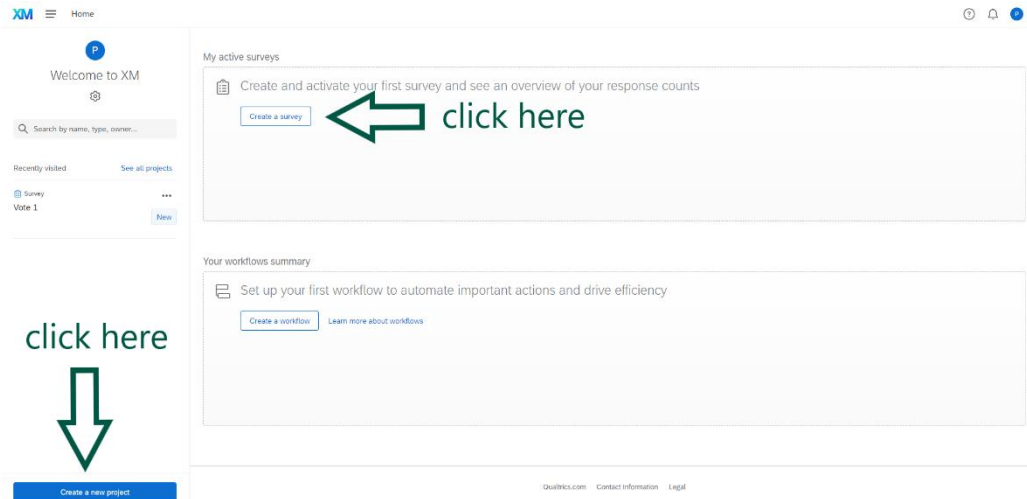 XM Home
P
P
Welcome to XM
Search by name, type, owner...
Recently visited See all projects
Survey
Vote 1
New
click here
Create a new project
My active surveys
Create and activate your first survey and see an overview of your response counts
Create a survey
click here
Your workflows summary
Set up your first workflow to automate important actions and drive efficiency
Create a workflow Learn more about workflows
Qualtrics.com Contact Information Legal